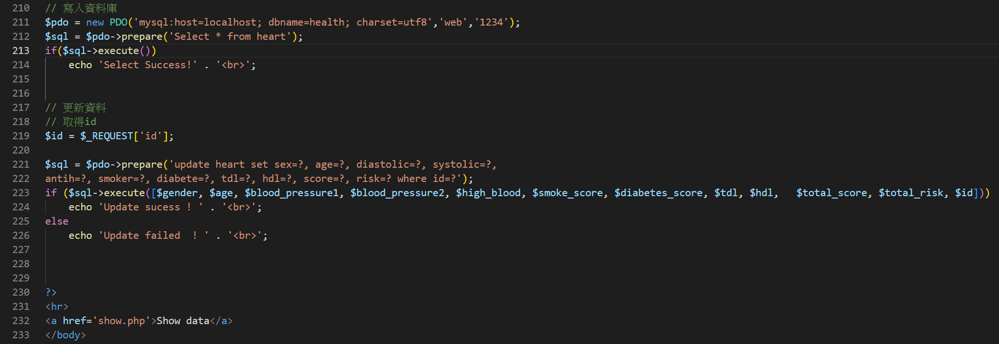 210 // 寫入資料庫
211 $pdo = new PDO('mysql:host=localhost; dbname=health; charset=utf8','web','1234');
212 $sql = $pdo->prepare('Select * from heart');
213 if($sql->execute())
214     echo 'Select Success!' . '<br>';
215
216
217 // 更新資料
218 // 取得id
219 $id = $_REQUEST['id'];
220
221 $sql = $pdo->prepare('update heart set sex=?, age=?, diastolic=?, systolic=?,
222 antih=?, smoker=?, diabete=?, tdl=?, hdl=?, score=?, risk=? where id=?');
223 if ($sql->execute([$gender, $age, $blood_pressure1, $blood_pressure2, $high_blood, $smoke_score, $diabetes_score, $tdl, $hdl,   $total_score, $total_risk, $id]))
224     echo 'Update sucess ! ' . '<br>';
225 else
226     echo 'Update failed  ! ' . '<br>';
227
228
229
230 ?>
231 <hr>
232 <a href='show.php'>Show data</a>
233 </body>